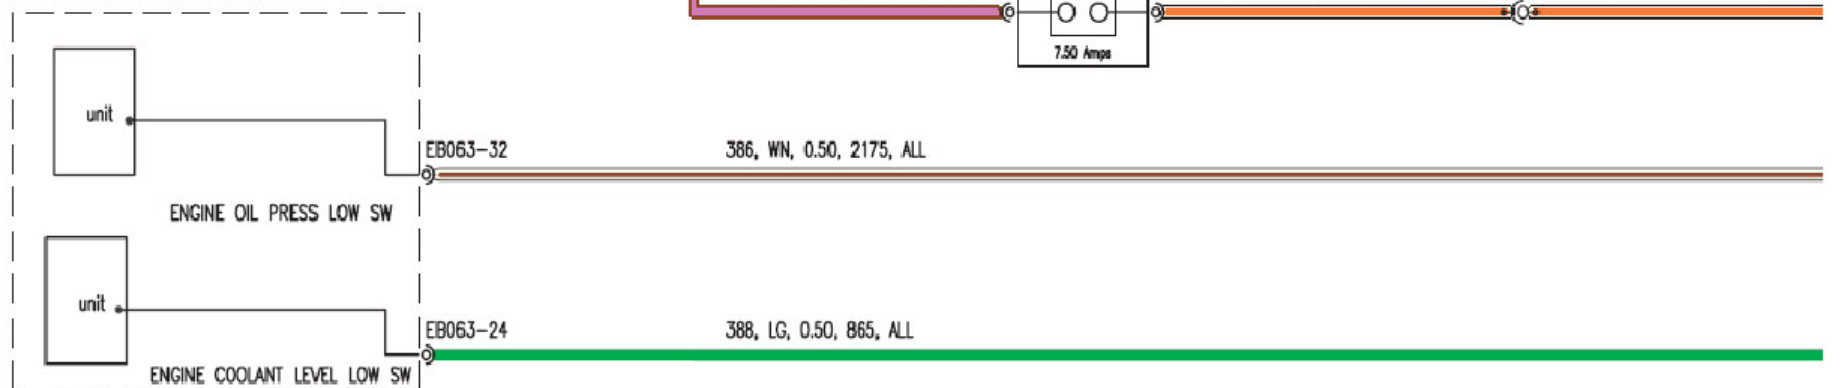 7.50 Amps
unit
EB063-32
386, WN, 0.50, 2175, ALL
ENGINE OIL PRESS LOW SW
unit
EB063-24
388, LG, 0.50, 865, ALL
ENGINE COOLANT LEVEL LOW SW